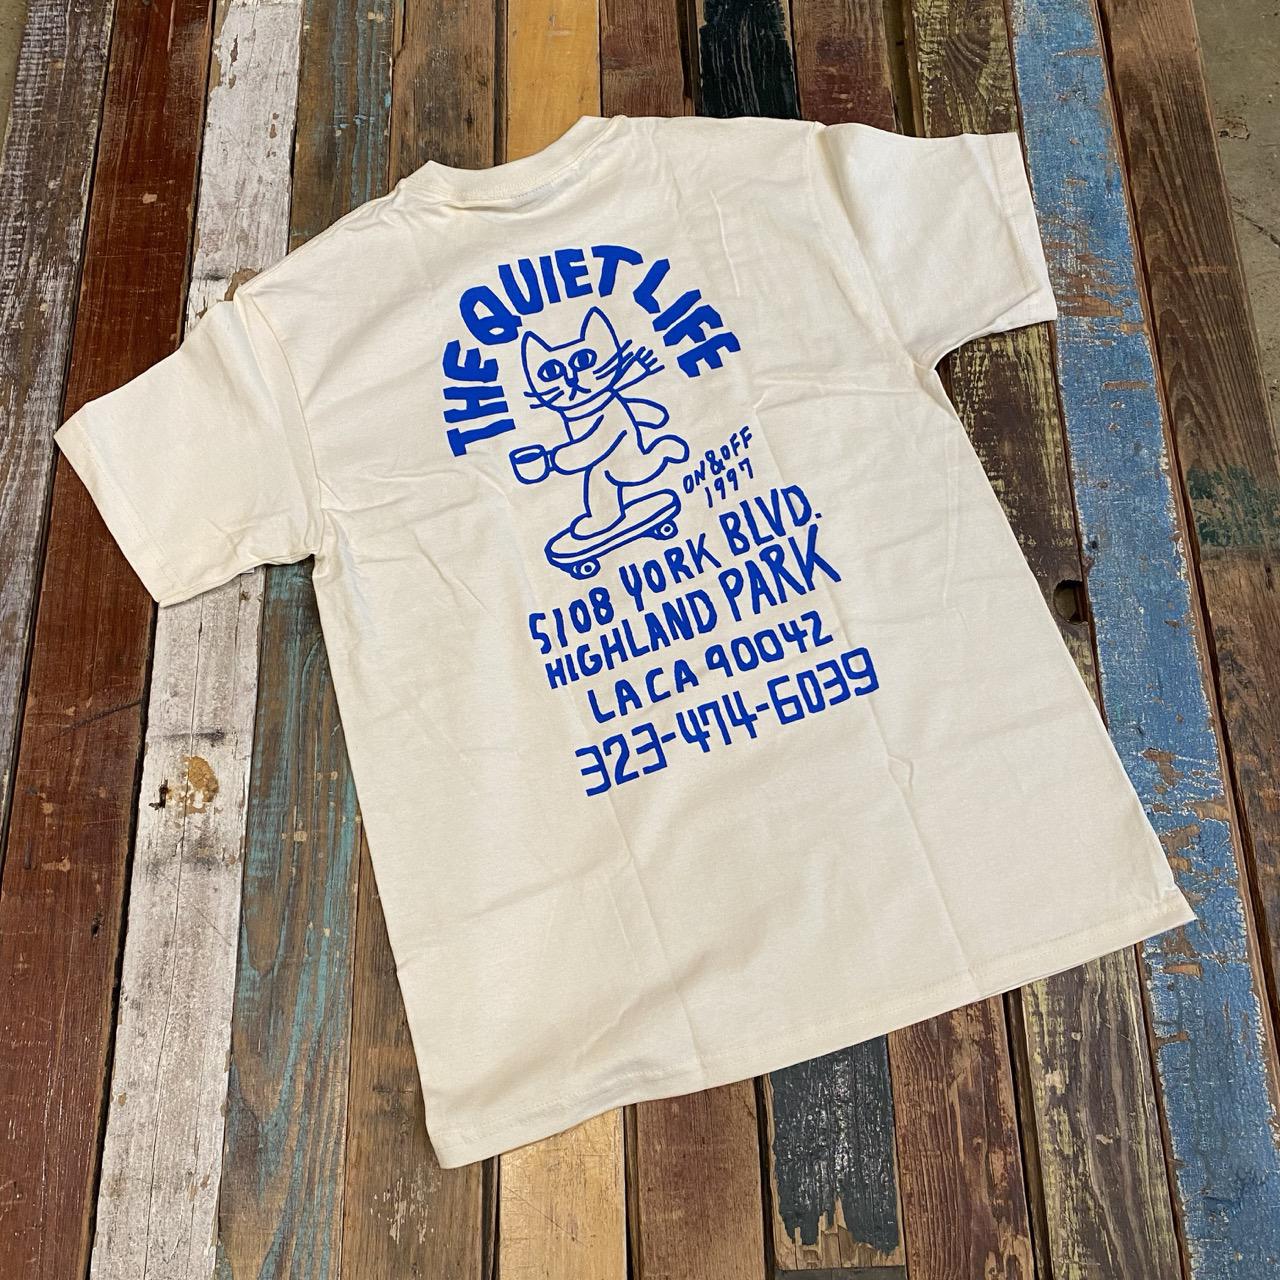 THE QUIET LIFE
ON & OFF
1997
5108 YORK BLVD.
HIGHLAND PARK
LA CA 90042
323-474-6039